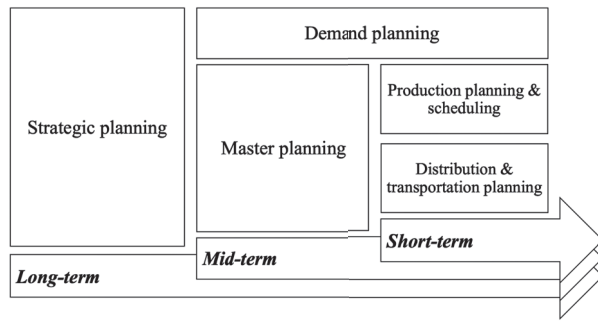 Demand planning
Strategic planning
Master planning
Production planning &
scheduling
Distribution &
transportation planning
Short-term
Mid-term
Long-term